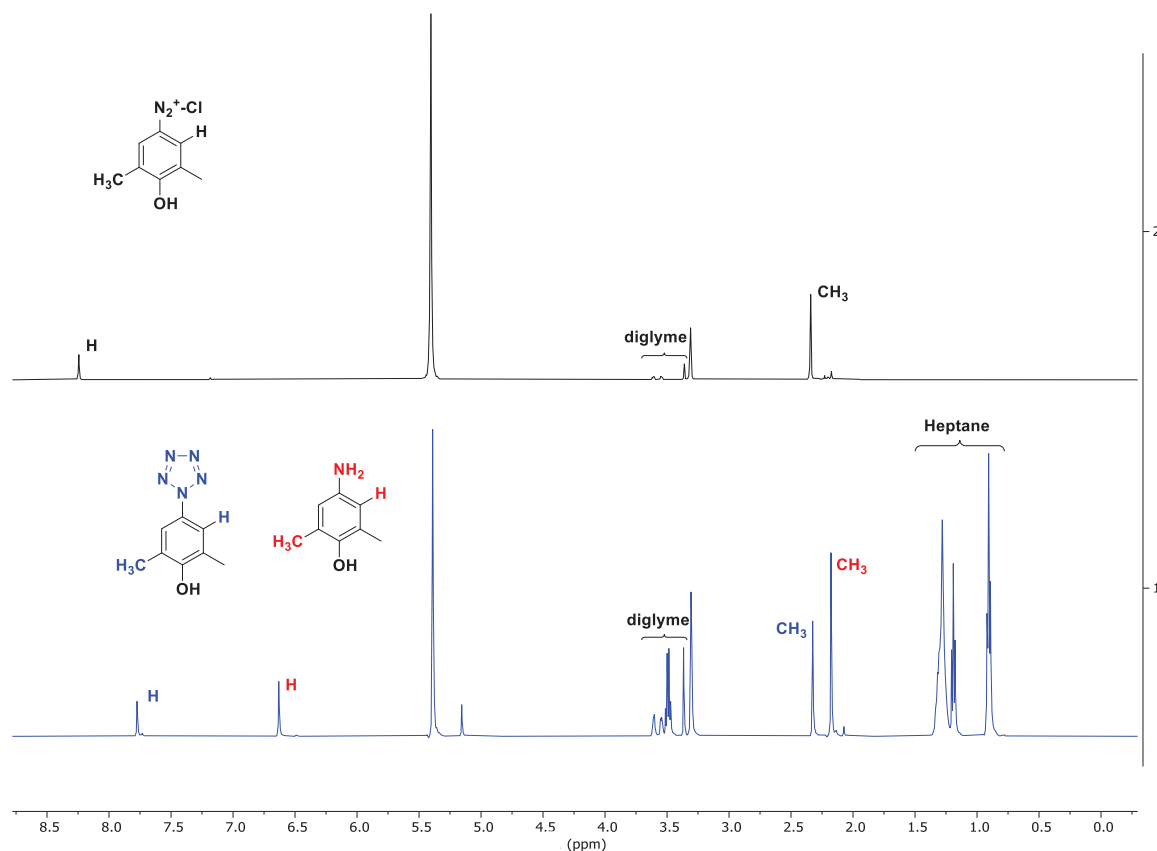 N₂⁺-Cl
H
H₃C
OH
H
diglyme
CH₃
2
N N
N N
N
H
H₃C
OH
NH₂
H
H₃C
OH
H
H
diglyme
CH₃
CH₃
Heptane
1
8.5 8.0 7.5 7.0 6.5 6.0 5.5 5.0 4.5 4.0 3.5 3.0 2.5 2.0 1.5 1.0 0.5 0.0
(ppm)